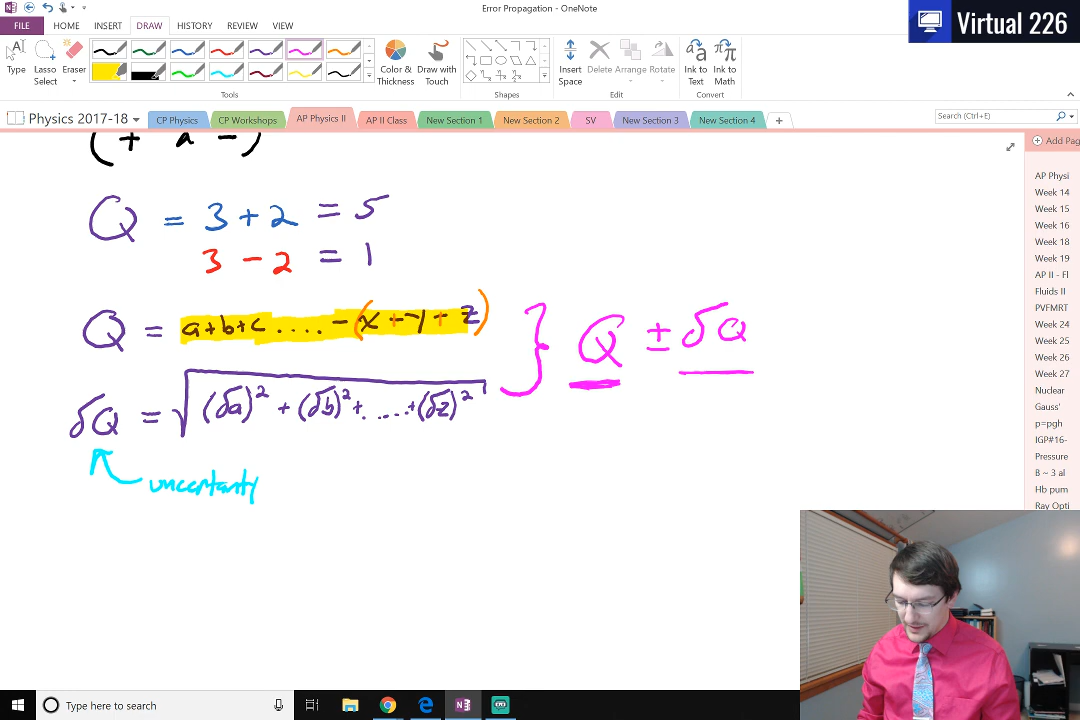 Error Propagation - OneNote
Virtual 226
FILE HOME INSERT DRAW HISTORY REVIEW VIEW
Type
Lasso Select
Eraser
Color & Thickness
Draw with Touch
Insert Space
Delete
Arrange
Rotate
Ink to Text
Ink to Math
Tools Shapes Edit Convert
Physics 2017-18 CP Physics CP Workshops AP Physics II AP II Class New Section 1 New Section 2 SV New Section 3 New Section 4 +
Search (Ctrl+E)
Add Pag
AP Physi
Week 14
Week 15
Week 16
Week 18
Week 19
AP II - Fl
Fluids II
PVFMRT
Week 24
Week 25
Week 26
Week 27
Nuclear
Gauss'
p=pgh
IGP#16-
Pressure
B ~ 3 al
Hb pum
Ray Opti
(+ a -)
Q = 3 + 2 = 5
3 - 2 = 1
Q = a+b+c .... - (x+y+z)
δQ = √(δa)² + (δb)² + .... + (δz)²
} Q ± δQ
uncertanty
Type here to search